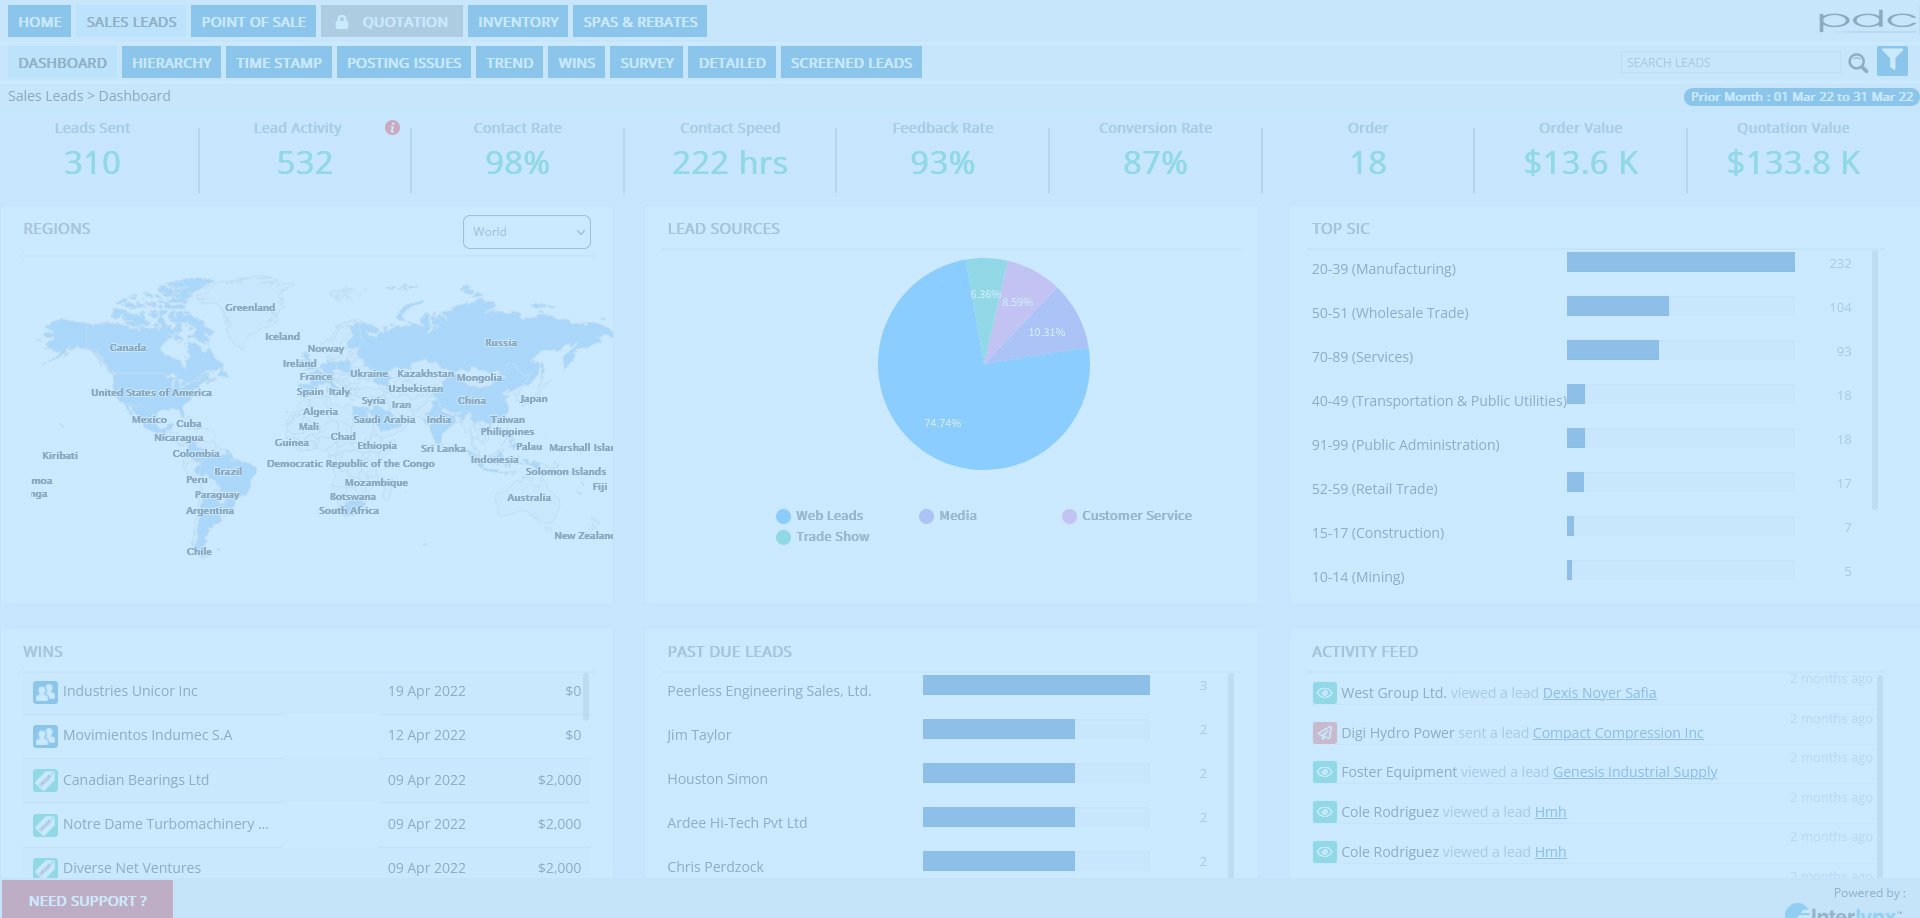 HOME SALES LEADS POINT OF SALE QUOTATION INVENTORY SPAS & REBATES pdc
DASHBOARD HIERARCHY TIME STAMP POSTING ISSUES TREND WINS SURVEY DETAILED SCREENED LEADS SEARCH LEADS
Sales Leads > Dashboard Prior Month : 01 Mar 22 to 31 Mar 22
Leads Sent Lead Activity Contact Rate Contact Speed Feedback Rate Conversion Rate Order Order Value Quotation Value
310 532 98% 222 hrs 93% 87% 18 $13.6 K $133.8 K
REGIONS World
Greenland
Iceland
Canada
Norway
Russia
Ireland
France
Ukraine
Kazakhstan
Mongolia
United States of America
Spain
Italy
Uzbekistan
Syria
Iran
China
Japan
Mexico
Cuba
Algeria
Mali
Saudi Arabia
India
Taiwan
Nicaragua
Guinea
Chad
Ethiopia
Philippines
Kiribati
Colombia
Sri Lanka
Palau
Marshall Islan
Democratic Republic of the Congo
Indonesia
Brazil
Solomon Islands
moa
Peru
Mozambique
Fiji
nga
Paraguay
Botswana
Australia
Argentina
South Africa
New Zealand
Chile
LEAD SOURCES
6.36%
8.59%
10.31%
74.74%
Web Leads Media Customer Service
Trade Show
TOP SIC
20-39 (Manufacturing) 232
50-51 (Wholesale Trade) 104
70-89 (Services) 93
40-49 (Transportation & Public Utilities) 18
91-99 (Public Administration) 18
52-59 (Retail Trade) 17
15-17 (Construction) 7
10-14 (Mining) 5
WINS
Industries Unicor Inc 19 Apr 2022 $0
Movimientos Indumec S.A 12 Apr 2022 $0
Canadian Bearings Ltd 09 Apr 2022 $2,000
Notre Dame Turbomachinery ... 09 Apr 2022 $2,000
Diverse Net Ventures 09 Apr 2022 $2,000
PAST DUE LEADS
Peerless Engineering Sales, Ltd. 3
Jim Taylor 2
Houston Simon 2
Ardee Hi-Tech Pvt Ltd 2
Chris Perdzock 2
ACTIVITY FEED
2 months ago
West Group Ltd. viewed a lead Dexis Noyer Safia
2 months ago
Digi Hydro Power sent a lead Compact Compression Inc
2 months ago
Foster Equipment viewed a lead Genesis Industrial Supply
2 months ago
Cole Rodriguez viewed a lead Hmh
2 months ago
Cole Rodriguez viewed a lead Hmh
2 months ago
NEED SUPPORT ?
Powered by :
Interlynx